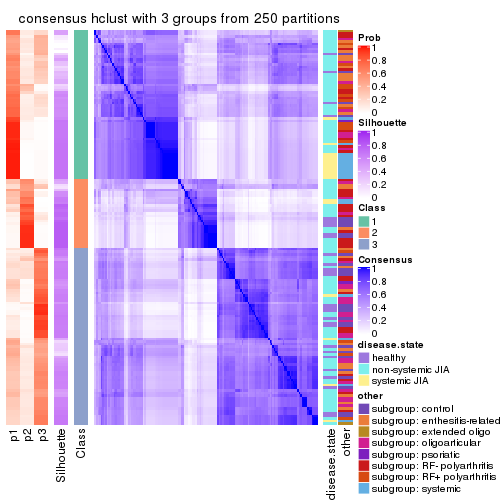 consensus hclust with 3 groups from 250 partitions
Prob
1
0.8
0.6
0.4
0.2
0
Silhouette
1
0.8
0.6
0.4
0.2
0
Class
1
2
3
Consensus
1
0.8
0.6
0.4
0.2
0
disease.state
healthy
non-systemic JIA
systemic JIA
other
subgroup: control
subgroup: enthesitis-related
subgroup: extended oligo
subgroup: oligoarticular
subgroup: psoriatic
subgroup: RF- polyarthritis
subgroup: RF+ polyarthritis
subgroup: systemic
p1
p2
p3
Silhouette
Class
disease.state
other